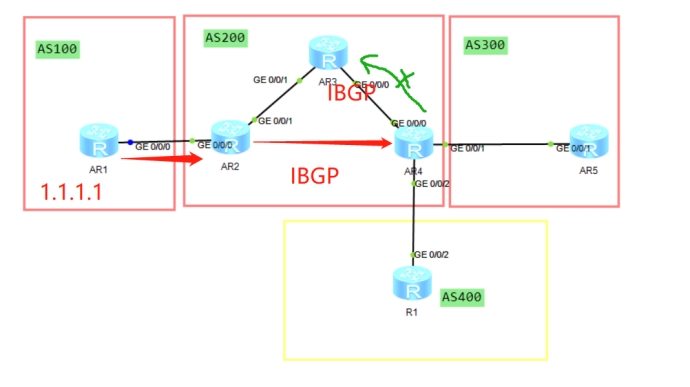 AS100
AS200
AS300
GE 0/0/1
AR3
GE 0/0/0
IBGP
GE 0/0/1
GE 0/0/0
GE 0/0/0
GE 0/0/0
GE 0/0/1
GE 0/0/1
AR1
AR2
AR4
AR5
1.1.1.1
IBGP
GE 0/0/2
GE 0/0/2
R1
AS400